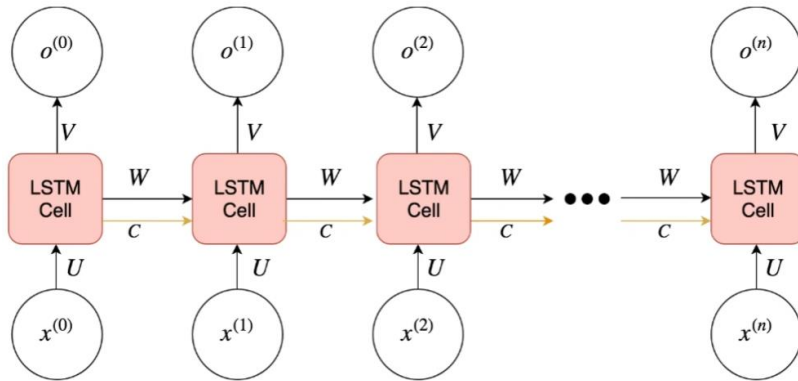 o^(0) o^(1) o^(2) o^(n)
V V V V
LSTM Cell W LSTM Cell W LSTM Cell W ••• W LSTM Cell
C C C C
U U U U
x^(0) x^(1) x^(2) x^(n)